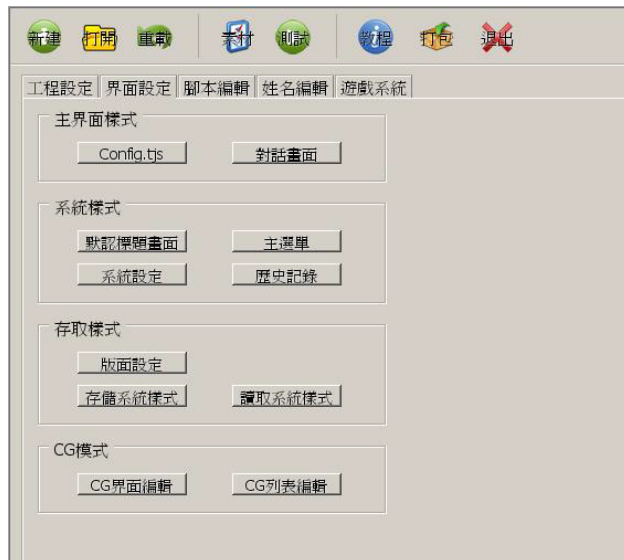 新建 打開 重載 素材 測試 教程 打包 退出
工程設定 界面設定 腳本編輯 姓名編輯 遊戲系統
主界面樣式
Config.tjs 對話畫面
系統樣式
默認標題畫面 主選單
系統設定 歷史記錄
存取樣式
版面設定
存儲系統樣式 讀取系統樣式
CG模式
CG界面編輯 CG列表編輯